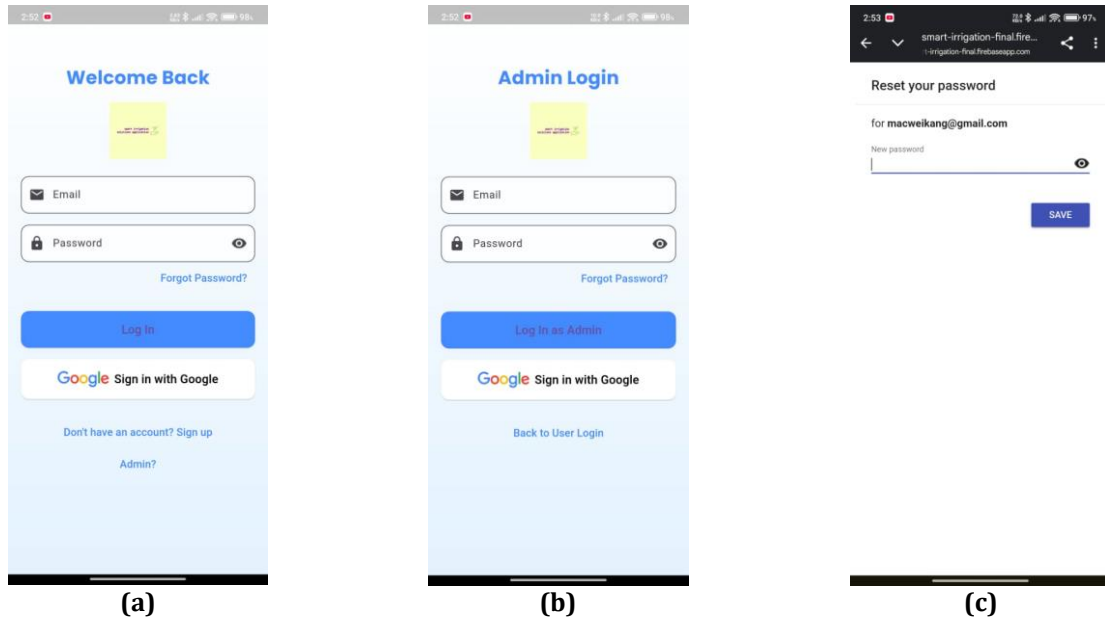 2:52 98%
Welcome Back
Email
Password
Forgot Password?
Log In
Google Sign in with Google
Don't have an account? Sign up
Admin?
(a)
2:52 98%
Admin Login
Email
Password
Forgot Password?
Log In as Admin
Google Sign in with Google
Back to User Login
(b)
2:53 97%
smart-irrigation-final.fire...
-irrigation-final.firebaseapp.com
Reset your password
for macweikang@gmail.com
New password
SAVE
(c)